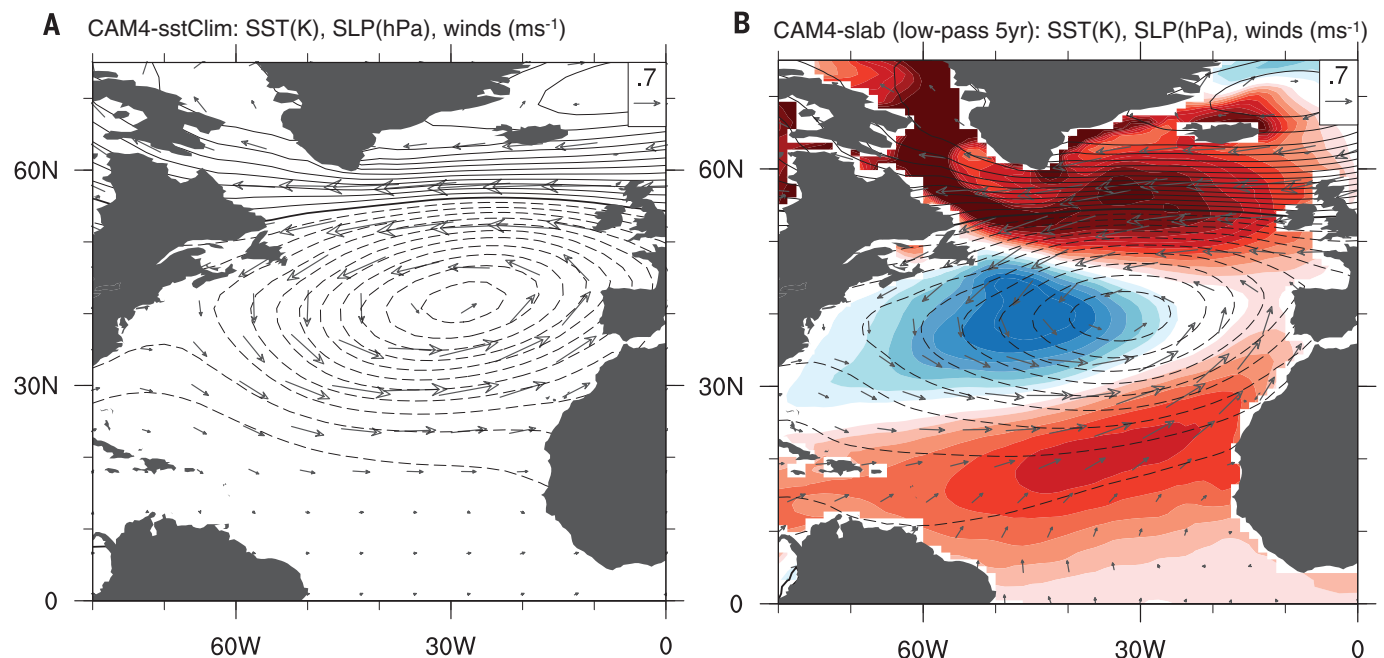 A CAM4-sstClim: SST(K), SLP(hPa), winds (ms-1)
.7
60N
30N
0
60W 30W 0
B CAM4-slab (low-pass 5yr): SST(K), SLP(hPa), winds (ms-1)
.7
60N
30N
0
60W 30W 0